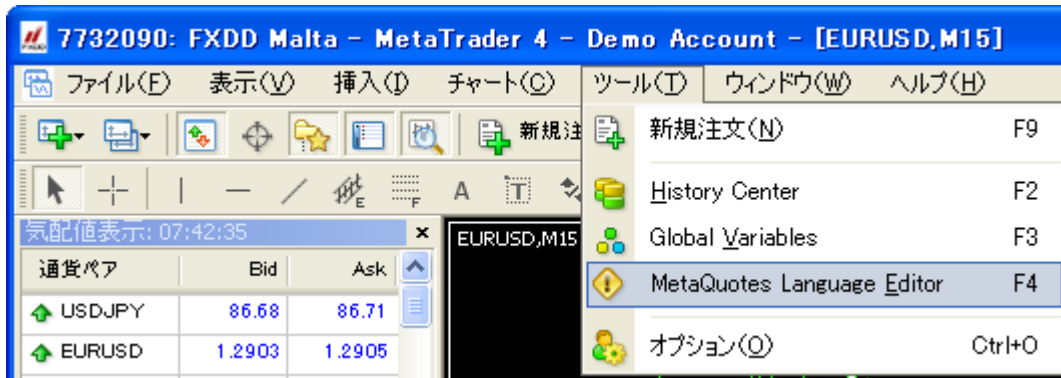 7732090: FXDD Malta - MetaTrader 4 - Demo Account - [EURUSD,M15]
ファイル(F) 表示(V) 挿入(I) チャート(C) ツール(T) ウィンドウ(W) ヘルプ(H)
新規注
新規注文(N) F9
History Center F2
Global Variables F3
MetaQuotes Language Editor F4
オプション(O) Ctrl+O
E F A T
気配値表示: 07:42:35
通貨ペア Bid Ask
USDJPY 86.68 86.71
EURUSD 1.2903 1.2905
EURUSD,M15